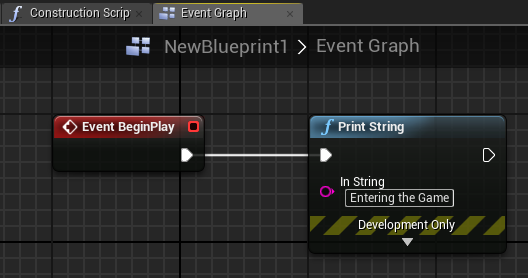 Construction Scrip
Event Graph
NewBlueprint1 > Event Graph
Event BeginPlay
Print String
In String
Entering the Game
Development Only